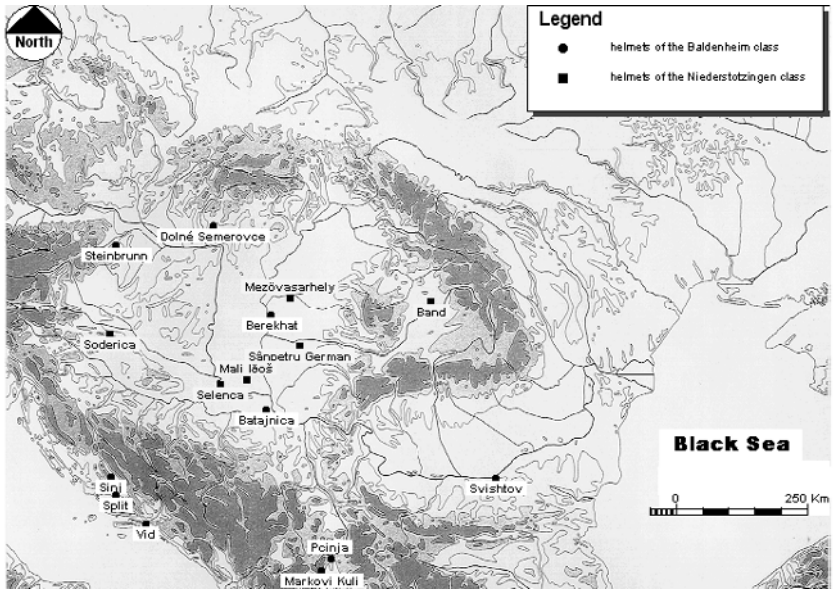 Legend
North
helmets of the Baldenheim class
helmets of the Niederstotzingen class
Dolné Semerovce
Steinbrunn
Mezövasarhely
Band
Berekhat
Soderica
Sânpetru German
Mali Iđoš
Selenca
Batajnica
Black Sea
Svishtov
Sinj
0 250 Km
Split
Vid
Pcinja
Markovi Kuli